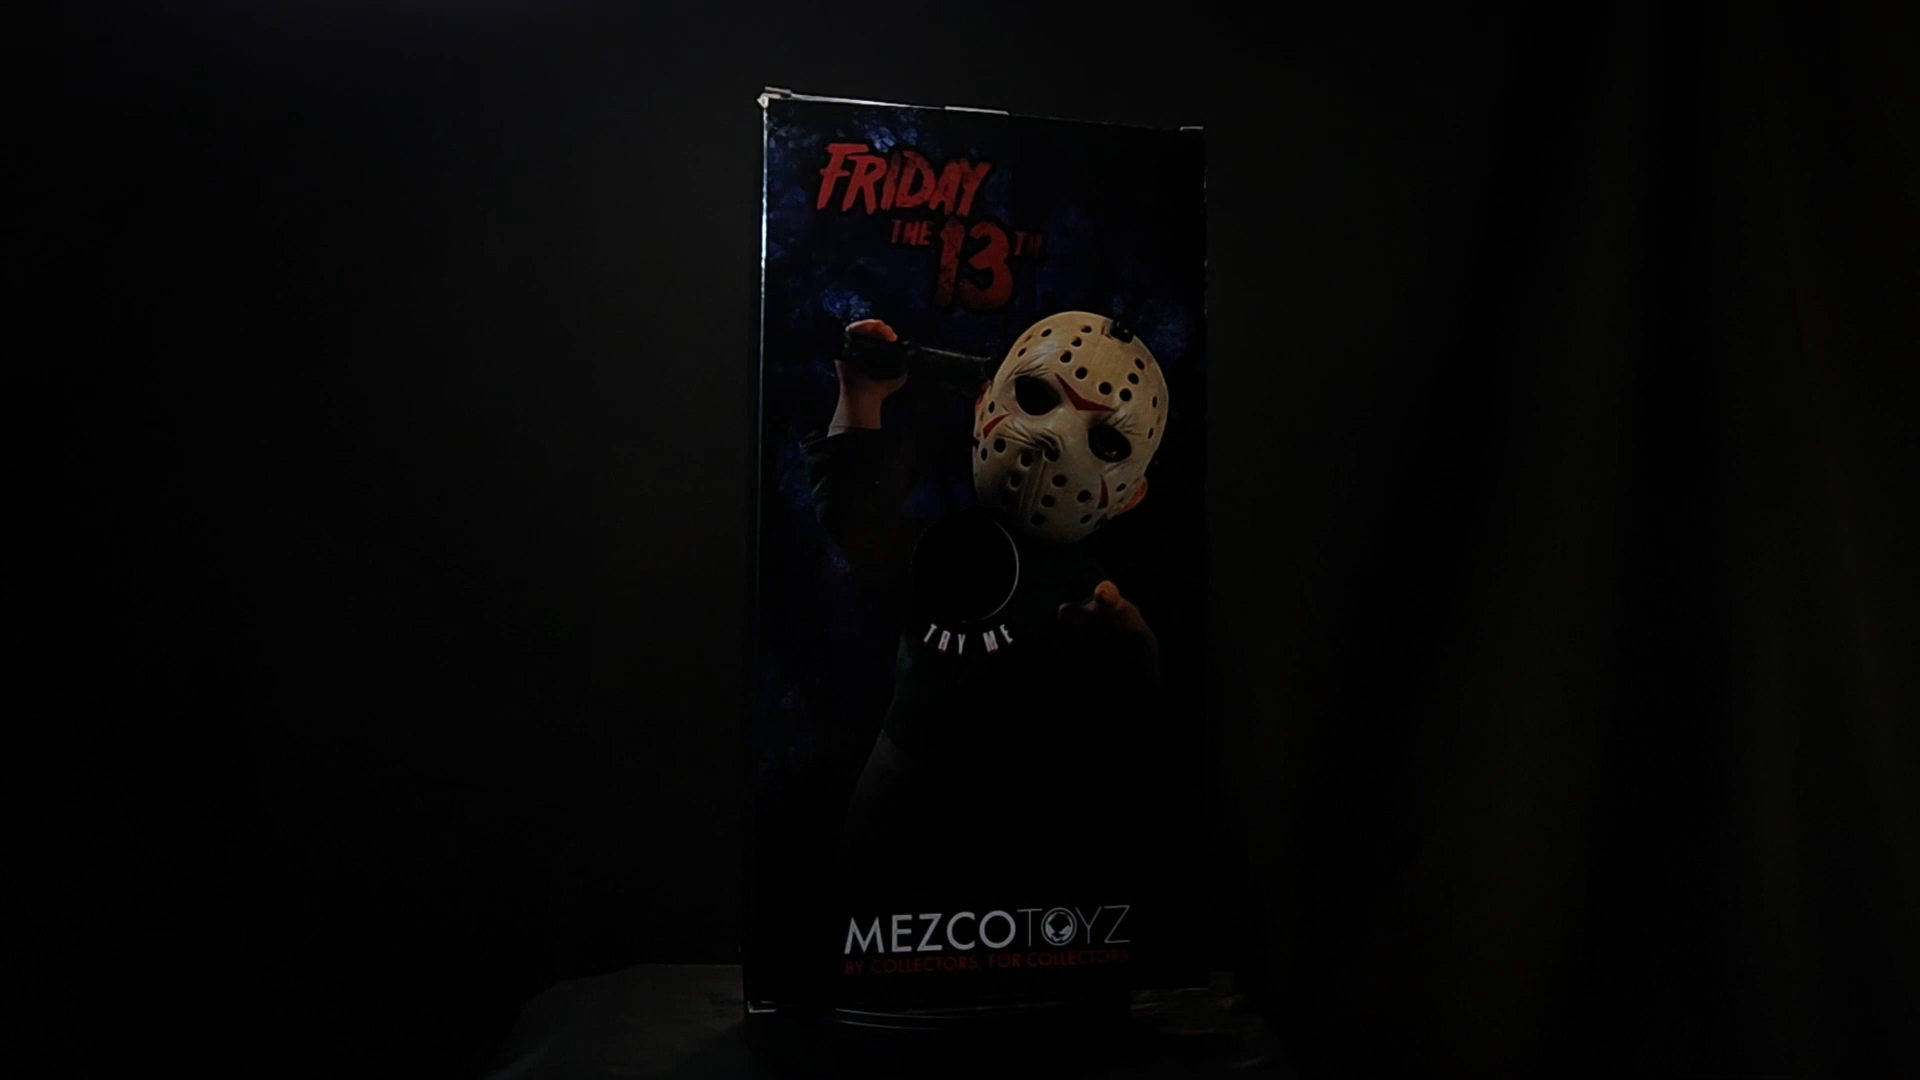 FRIDAY
THE 13TH
TRY ME
MEZCOTOYZ
BY COLLECTORS, FOR COLLECTORS